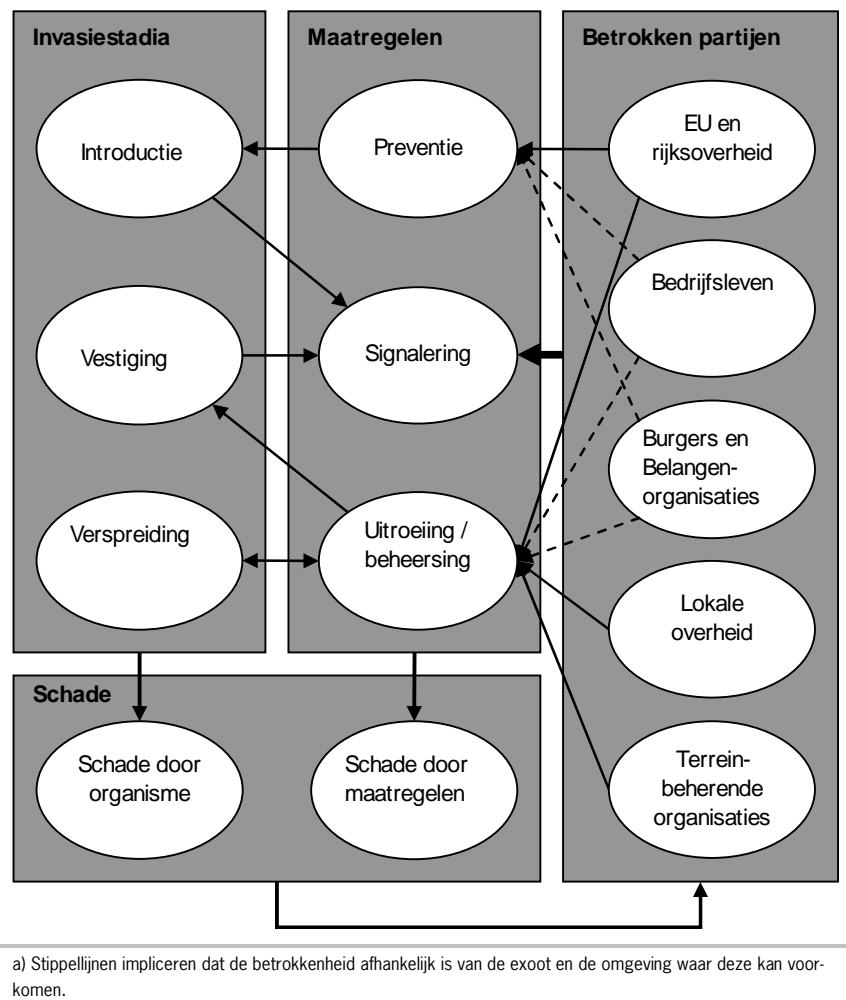 Invasiestadia
Introductie
Vestiging
Verspreiding
Maatregelen
Preventie
Signalering
Uitroeiing /
beheersing
Betrokken partijen
EU en
rijksoverheid
Bedrijfsleven
Burgers en
Belangen-
organisaties
Lokale
overheid
Terrein-
beherende
organisaties
Schade
Schade door
organisme
Schade door
maatregelen
a) Stippellijnen impliceren dat de betrokkenheid afhankelijk is van de exoot en de omgeving waar deze kan voor-
komen.